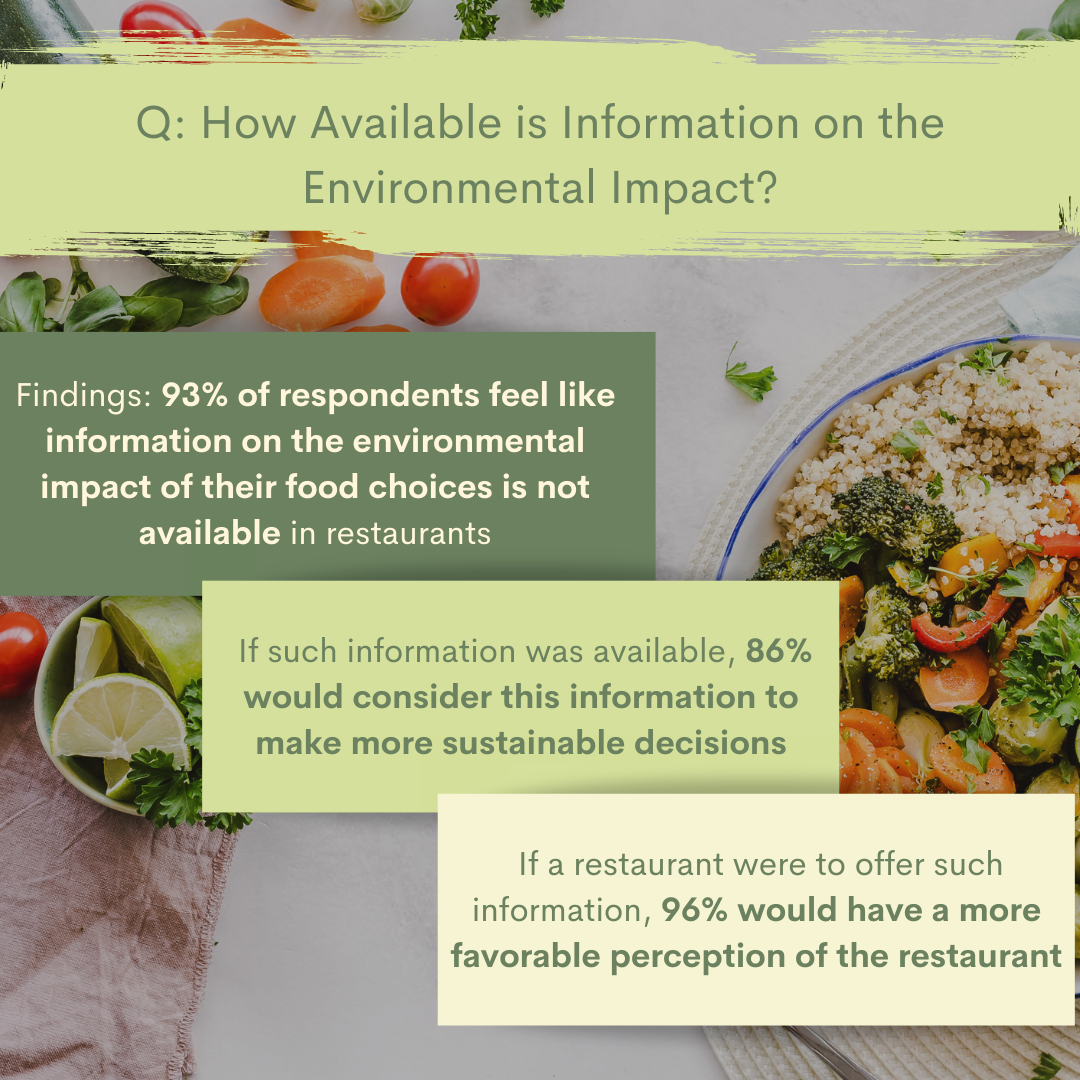 Q: How Available is Information on the
Environmental Impact?
Findings: 93% of respondents feel like
information on the environmental
impact of their food choices is not
available in restaurants
If such information was available, 86%
would consider this information to
make more sustainable decisions
If a restaurant were to offer such
information, 96% would have a more
favorable perception of the restaurant